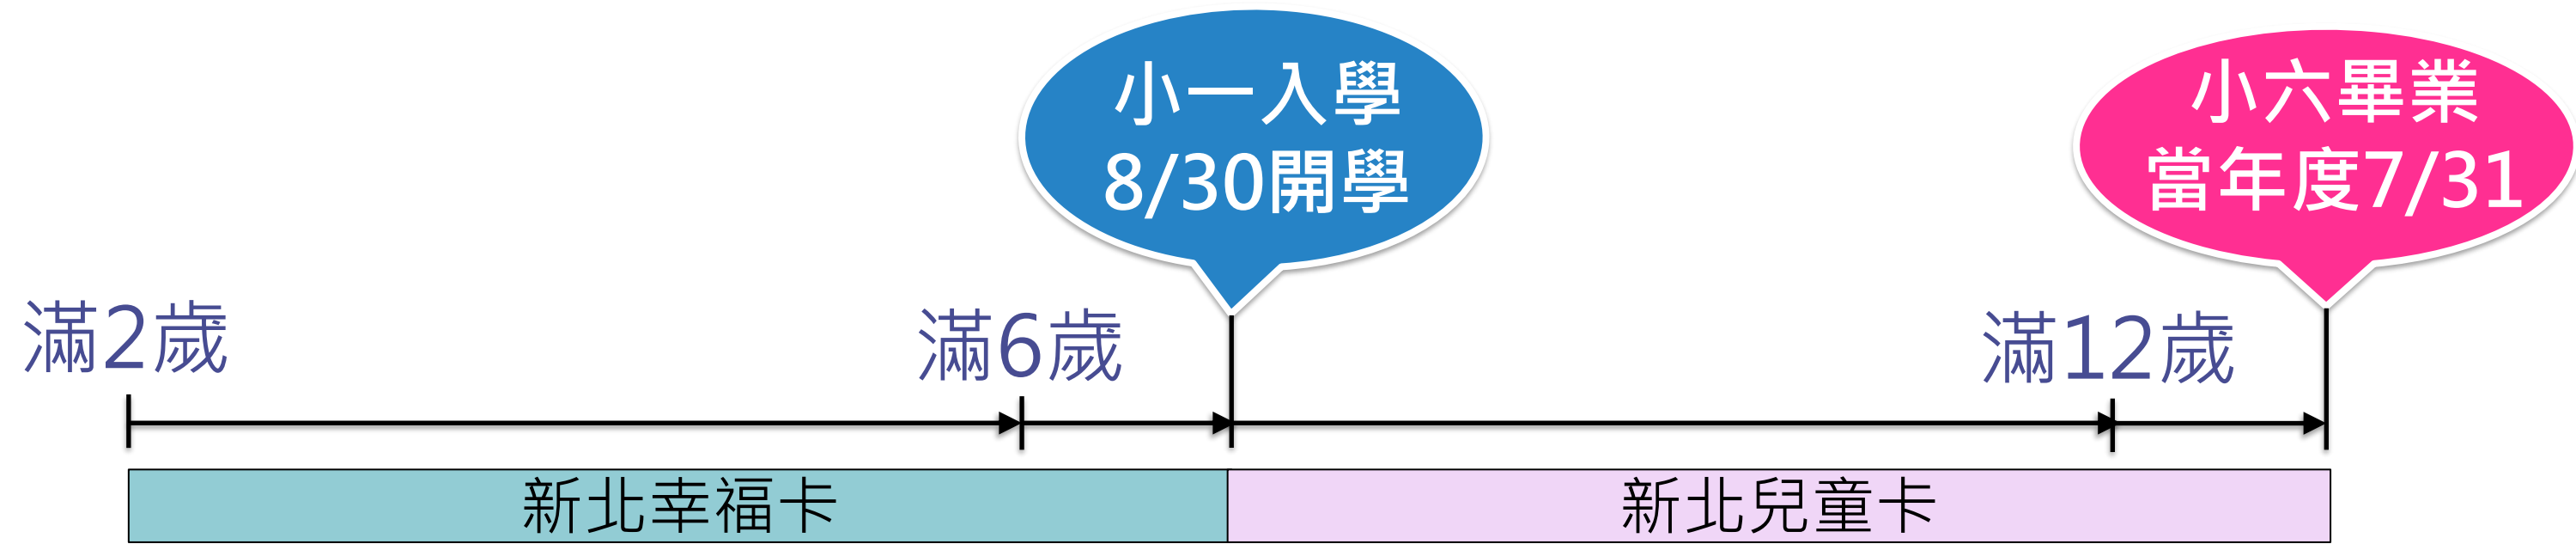 小一入學
8/30開學
小六畢業
當年度7/31
滿2歲
滿6歲
滿12歲
新北幸福卡
新北兒童卡